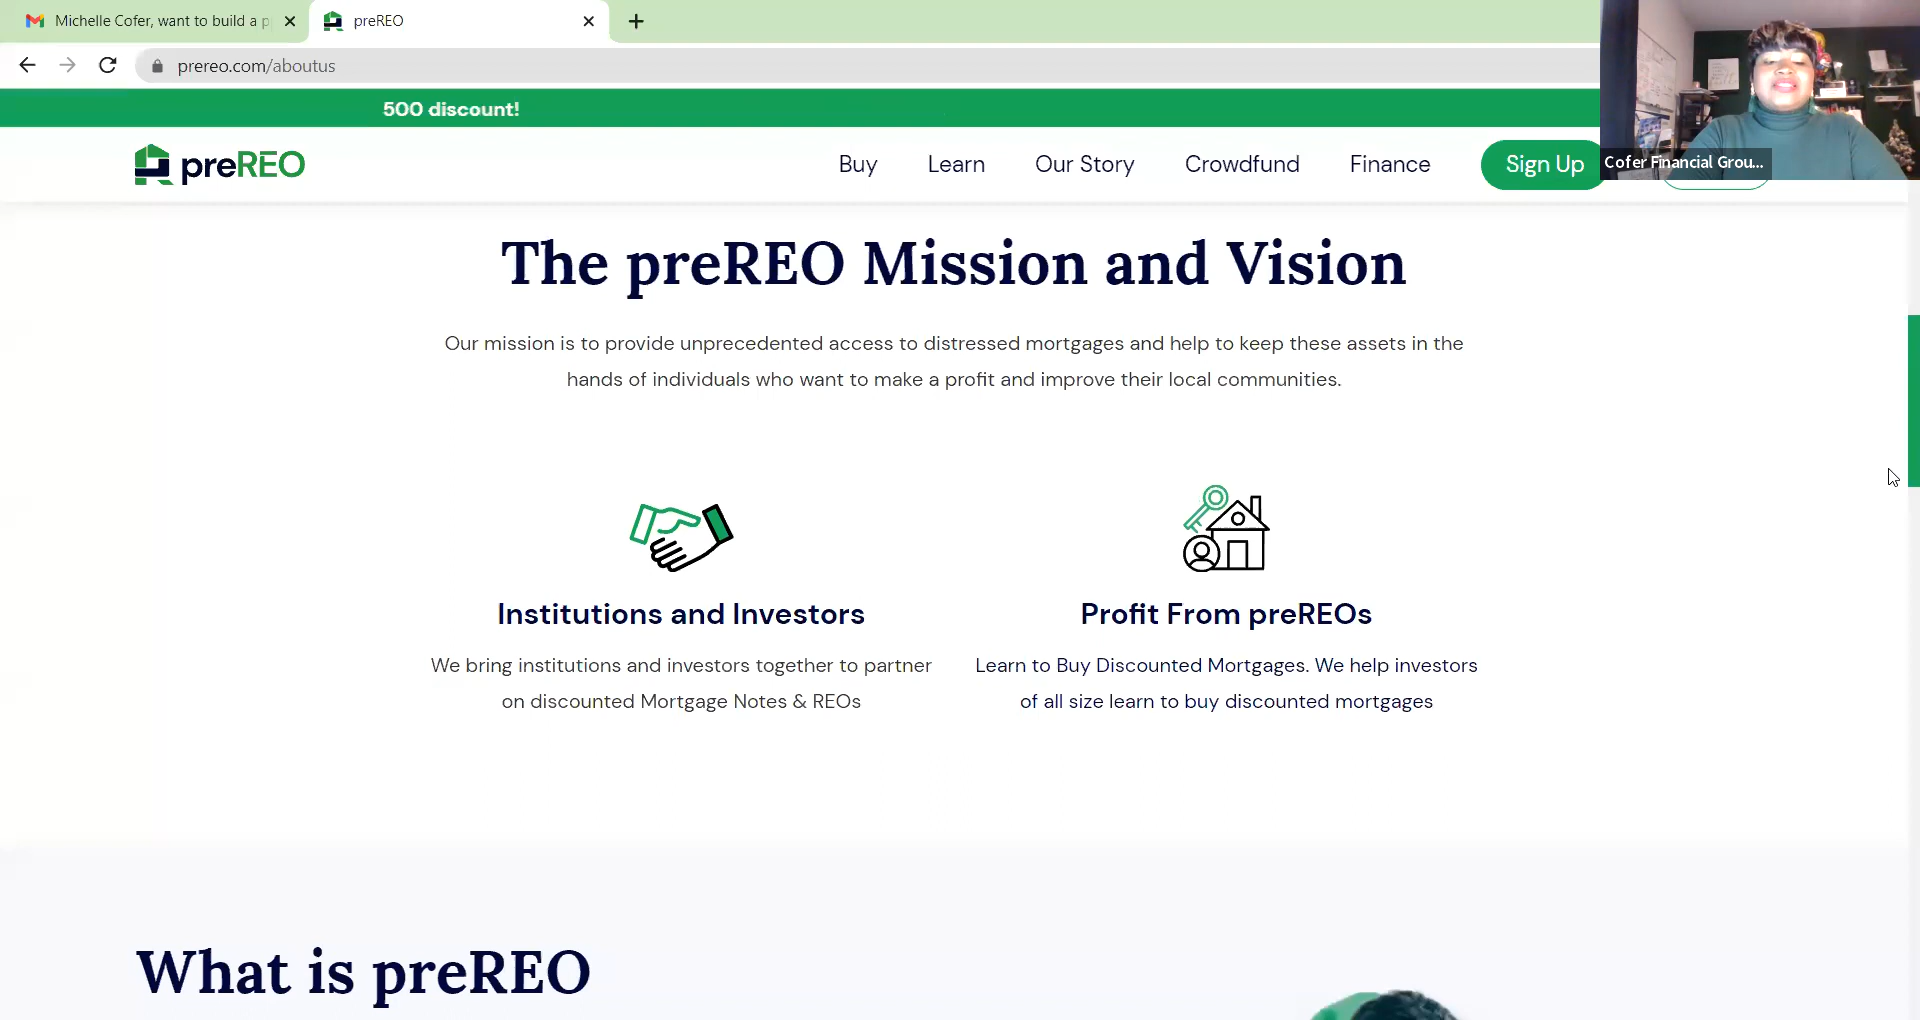 Michelle Cofer, want to build a p
preREO
prereo.com/aboutus
500 discount!
preREO
Buy
Learn
Our Story
Crowdfund
Finance
Sign Up
Cofer Financial Grou...
The preREO Mission and Vision
Our mission is to provide unprecedented access to distressed mortgages and help to keep these assets in the
hands of individuals who want to make a profit and improve their local communities.
Institutions and Investors
We bring institutions and investors together to partner
on discounted Mortgage Notes & REOs
Profit From preREOs
Learn to Buy Discounted Mortgages. We help investors
of all size learn to buy discounted mortgages
What is preREO